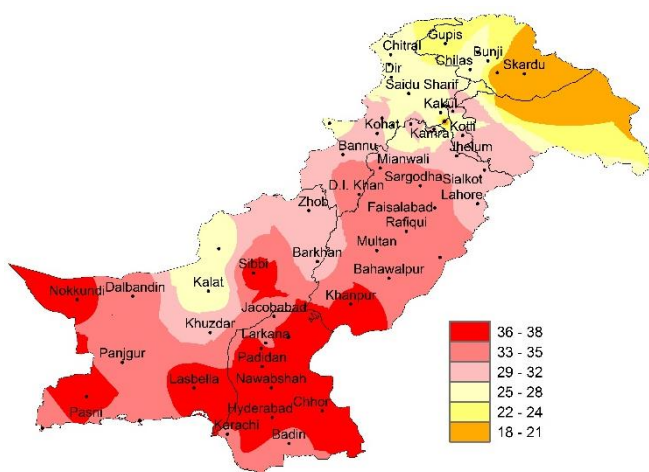 Gupis
Chitral
Bunji
Chilas
Skardu
Dir
Saidu Sharif
Kakul
Kohat
Kamra
Kotli
Bannu
Jhelum
Mianwali
Sargodha
Sialkot
D.I. Khan
Lahore
Zhob
Faisalabad
Rafiqui
Barkhan
Multan
Sibbi
Bahawalpur
Kalat
Nokkundi
Dalbandin
Khanpur
Jacobabad
Khuzdar
Larkana
Padidan
Panjgur
Lasbella
Nawabshah
Pasni
Hyderabad
Chhor
Karachi
Badin
36 - 38
33 - 35
29 - 32
25 - 28
22 - 24
18 - 21